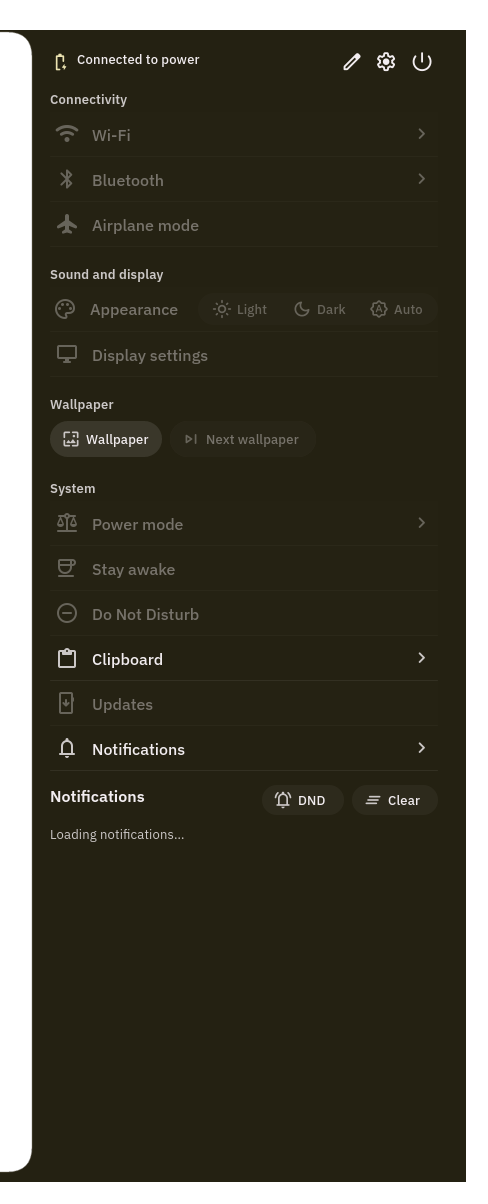 Connected to power
Connectivity
Wi-Fi
Bluetooth
Airplane mode
Sound and display
Appearance Light Dark Auto
Display settings
Wallpaper
Wallpaper Next wallpaper
System
Power mode
Stay awake
Do Not Disturb
Clipboard
Updates
Notifications
Notifications DND Clear
Loading notifications...